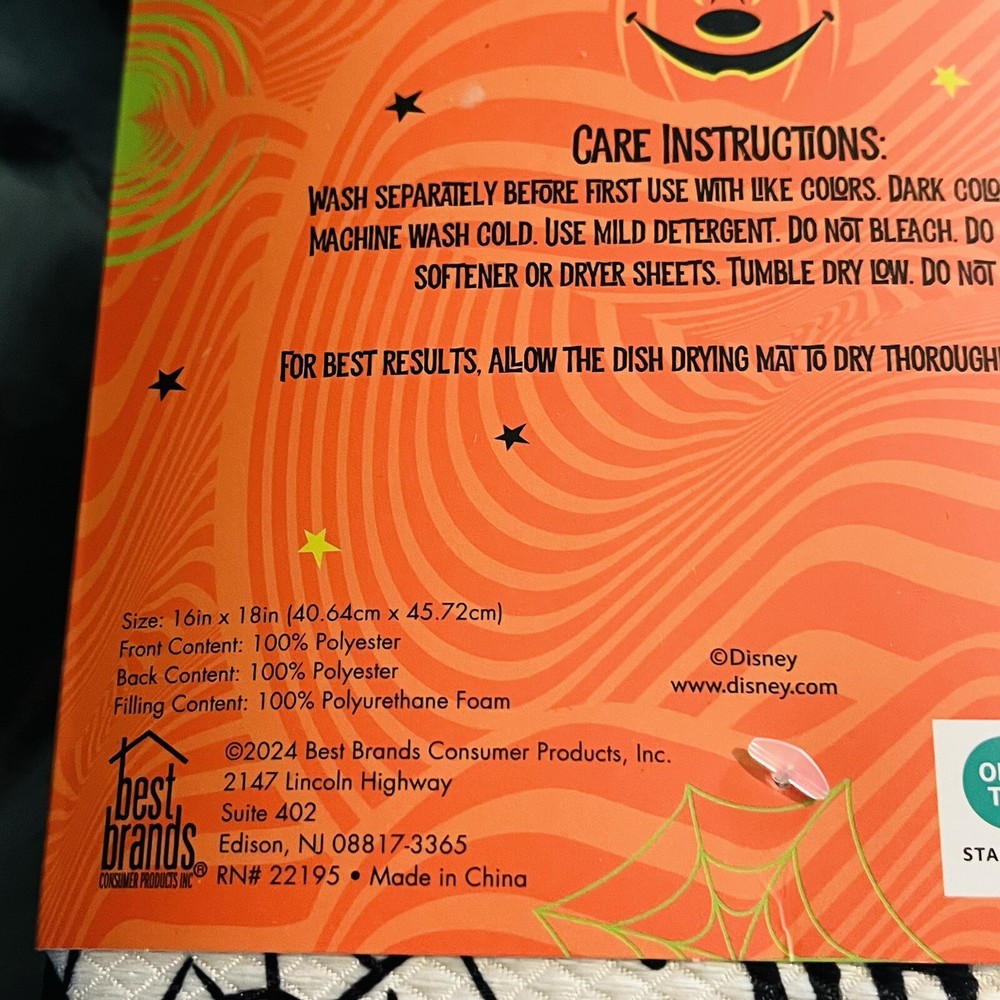 CARE INSTRUCTIONS:
WASH SEPARATELY BEFORE FIRST USE WITH LIKE COLORS. DARK
MACHINE WASH COLD. USE MILD DETERGENT. DO NOT BLEACH. DO
SOFTENER OR DRYER SHEETS. TUMBLE DRY LOW. DO NOT
FOR BEST RESULTS, ALLOW THE DISH DRYING MAT TO DRY
Size: 16in x 18in (40.64cm x 45.72cm)
Front Content: 100% Polyester
Back Content: 100% Polyester
Filling Content: 100% Polyurethane Foam
©Disney
www.disney.com
best
brands
CONSUMER PRODUCTS INC®
©2024 Best Brands Consumer Products, Inc.
2147 Lincoln Highway
Suite 402
Edison, NJ 08817-3365
RN# 22195 • Made in China